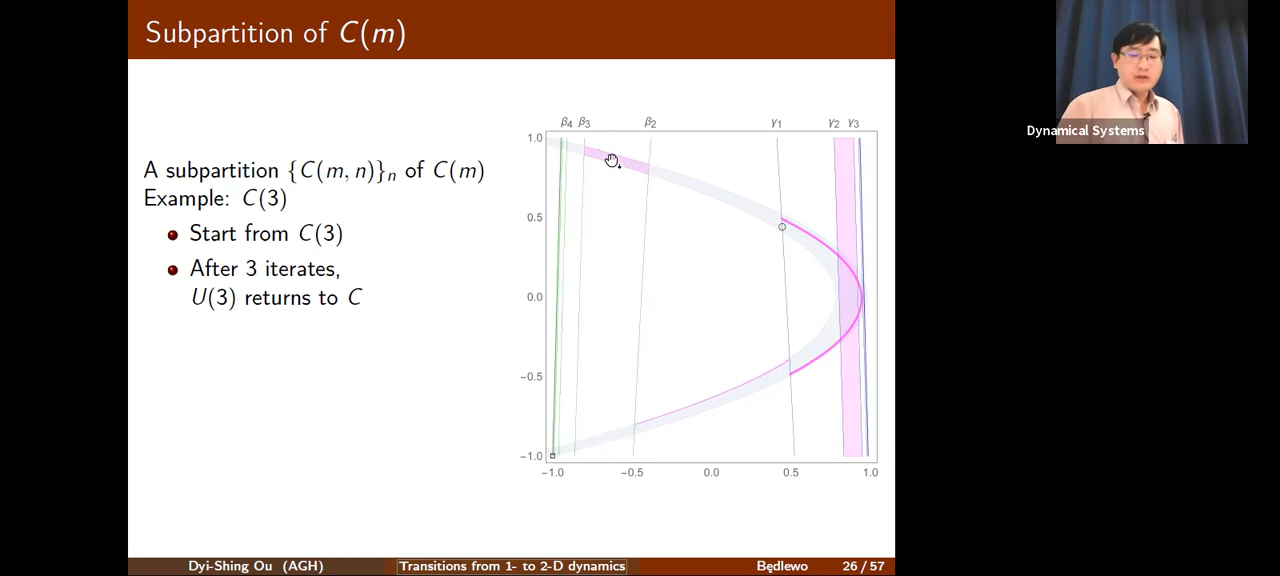 Subpartition of C(m)
A subpartition {C(m, n)}ₙ of C(m)
Example: C(3)
Start from C(3)
After 3 iterates,
U(3) returns to C
β₄ β₃ β₂ γ₁ γ₂ γ₃
1.0
0.5
0.0
−0.5
−1.0
−1.0 −0.5 0.0 0.5 1.0
Dynamical Systems
Dyi-Shing Ou (AGH) Transitions from 1- to 2-D dynamics Będlewo 26 / 57